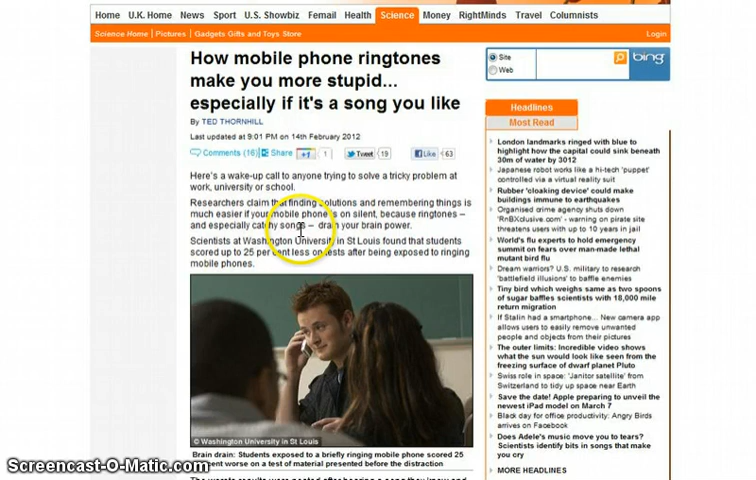 Home U.K. Home News Sport U.S. Showbiz Femail Health Science Money RightMinds Travel Columnists
Science Home | Pictures | Gadgets Gifts and Toys Store Login
How mobile phone ringtones
make you more stupid...
especially if it's a song you like
By TED THORNHILL
Last updated at 9:01 PM on 14th February 2012
Comments (16) Share +1 1 Tweet 19 Like 63
Here's a wake-up call to anyone trying to solve a tricky problem at
work, university or school.
Researchers claim that finding solutions and remembering things is
much easier if your mobile phone is on silent, because ringtones –
and especially catchy songs – drain your brain power.
Scientists at Washington University in St Louis found that students
scored up to 25 per cent less on tests after being exposed to ringing
mobile phones.
© Washington University in St Louis
Brain drain: Students exposed to a briefly ringing mobile phone scored 25
cent worse on a test of material presented before the distraction
Site
Web
bing
Headlines
Most Read
London landmarks ringed with blue to
highlight how the capital could sink beneath
30m of water by 3012
Japanese robot works like a hi-tech 'puppet'
controlled via a virtual reality suit
Rubber 'cloaking device' could make
buildings immune to earthquakes
Organised crime agency shuts down
'RnBXclusive.com' - warning on pirate site
threatens users with up to 10 years in jail
World's flu experts to hold emergency
summit on fears over man-made lethal
mutant bird flu
Dream warriors? U.S. military to research
'battlefield illusions' to baffle enemies
Tiny bird which weighs same as two spoons
of sugar baffles scientists with 18,000 mile
return migration
If Stalin had a smartphone... New camera app
allows users to easily remove unwanted
people and objects from their pictures
The outer limits: Incredible video shows
what the sun would look like seen from the
freezing surface of dwarf planet Pluto
Swiss role in space: 'Janitor satellite' from
Switzerland to tidy up space near Earth
Save the date! Apple preparing to unveil the
newest iPad model on March 7
Black day for office productivity: Angry Birds
arrives on Facebook
Does Adele's music move you to tears?
Scientists identify bits in songs that make
you cry
MORE HEADLINES
Screencast-O-Matic.com